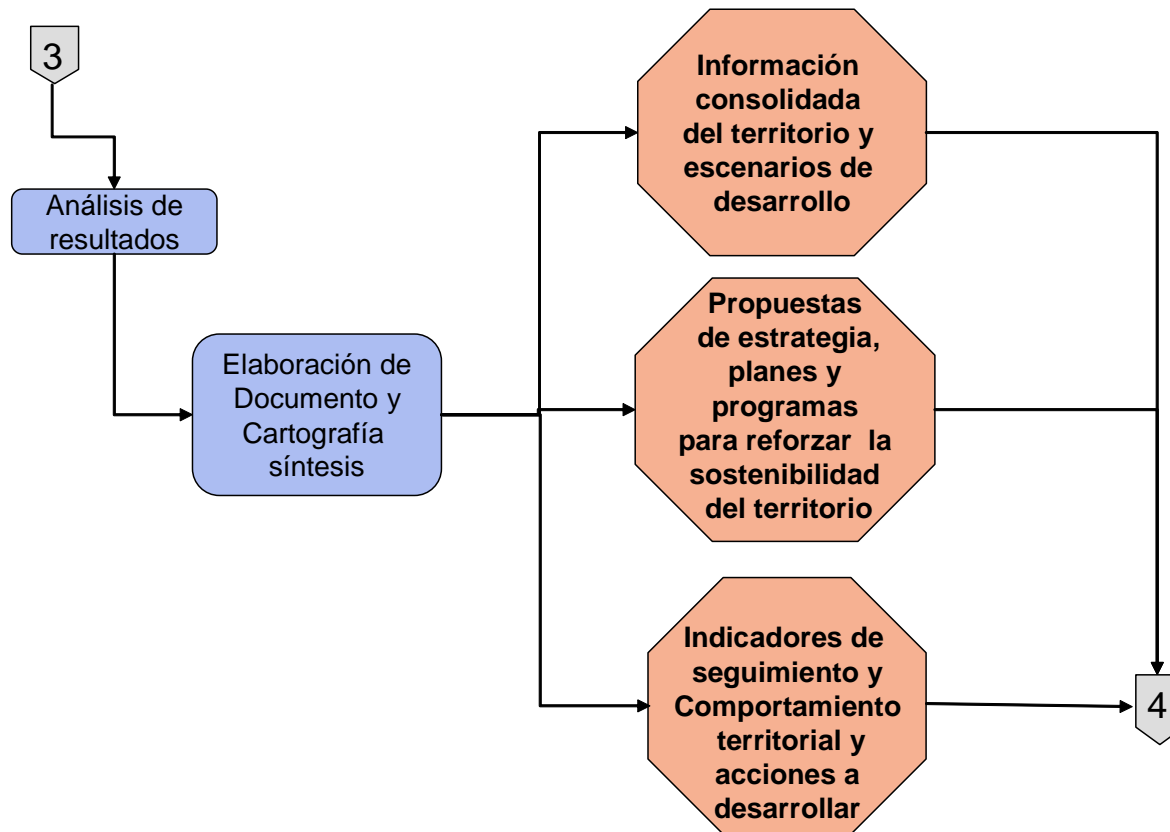 3
Análisis de
resultados
Elaboración de
Documento y
Cartografía
síntesis
Información
consolidada
del territorio y
escenarios de
desarrollo
Propuestas
de estrategia,
planes y
programas
para reforzar la
sostenibilidad
del territorio
Indicadores de
seguimiento y
Comportamiento
territorial y
acciones a
desarrollar
4